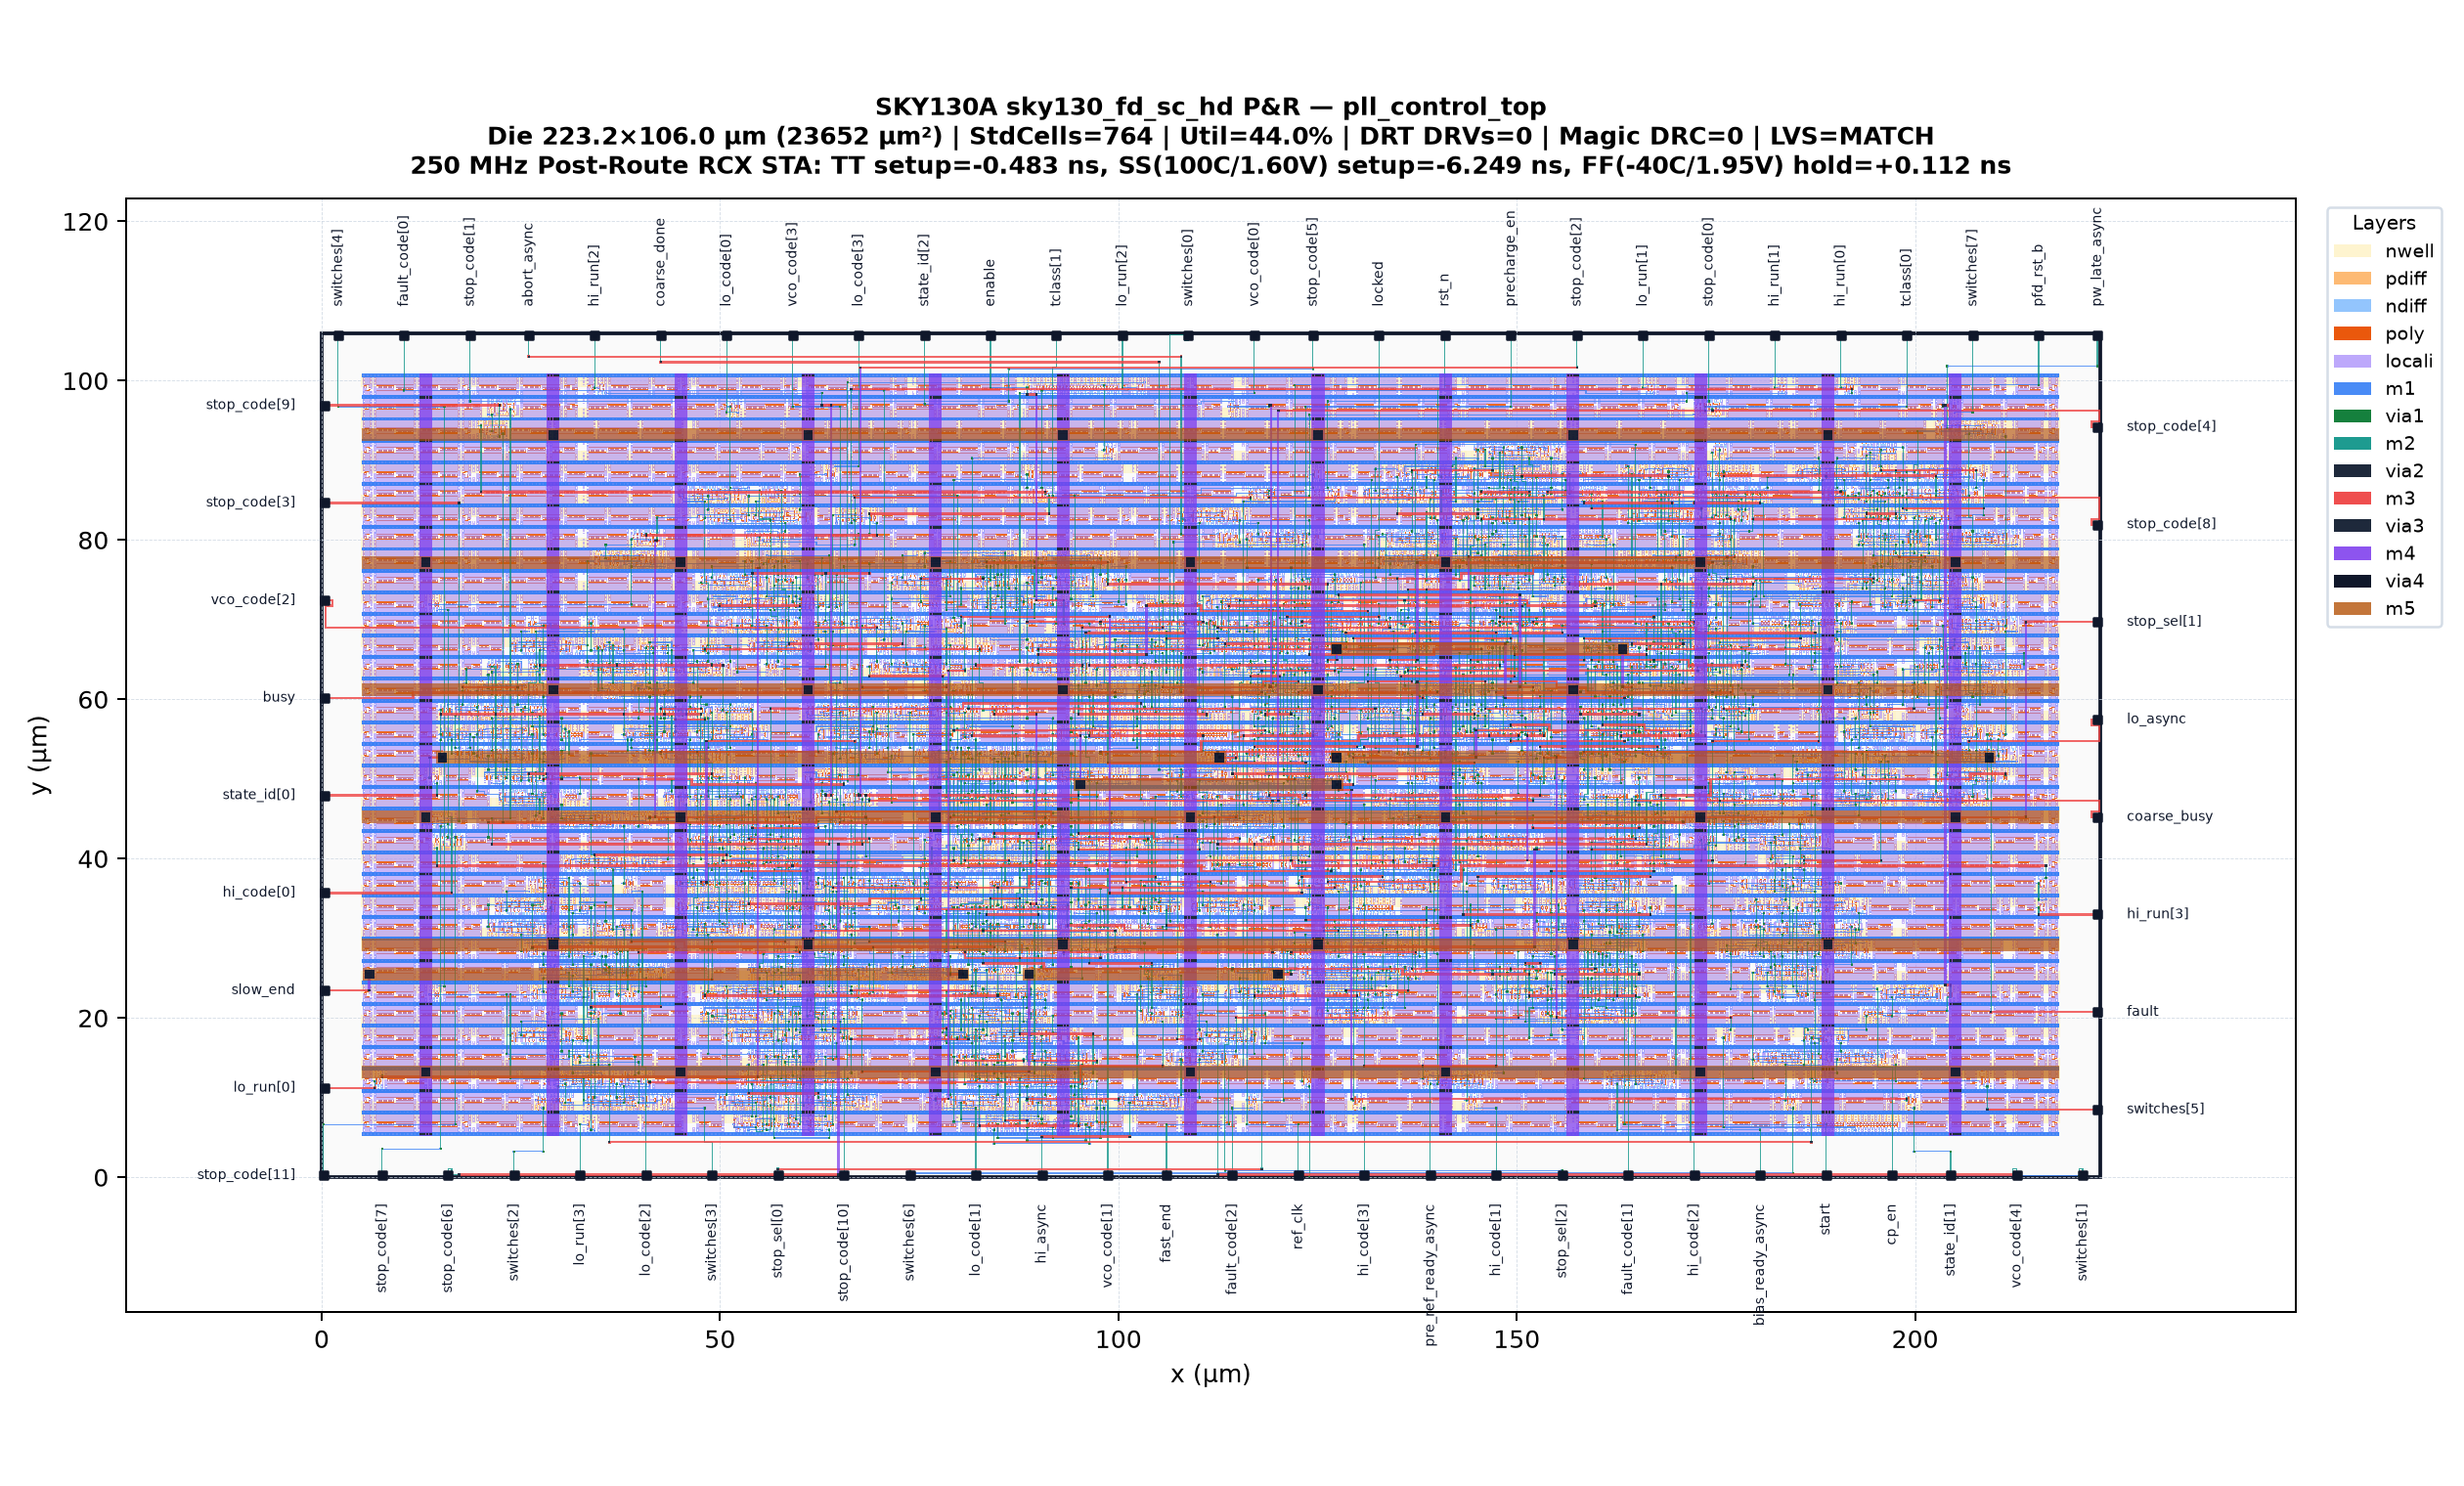 SKY130A sky130_fd_sc_hd P&R — pll_control_top
Die 223.2×106.0 µm (23652 µm²) | StdCells=764 | Util=44.0% | DRT DRVs=0 | Magic DRC=0 | LVS=MATCH
250 MHz Post-Route RCX STA: TT setup=-0.483 ns, SS(100C/1.60V) setup=-6.249 ns, FF(-40C/1.95V) hold=+0.112 ns
switches[4]
fault_code[0]
stop_code[1]
abort_async
hi_run[2]
coarse_done
lo_code[0]
vco_code[3]
lo_code[3]
state_id[2]
enable
tclass[1]
lo_run[2]
switches[0]
vco_code[0]
stop_code[5]
locked
rst_n
precharge_en
stop_code[2]
lo_run[1]
stop_code[0]
hi_run[1]
hi_run[0]
tclass[0]
switches[7]
pfd_rst_b
pw_late_async
Layers
nwell
pdiff
ndiff
poly
locali
m1
via1
m2
via2
m3
via3
m4
via4
m5
120
100
80
60
40
20
0
y (µm)
stop_code[9]
stop_code[3]
vco_code[2]
busy
state_id[0]
hi_code[0]
slow_end
lo_run[0]
stop_code[11]
stop_code[4]
stop_code[8]
stop_sel[1]
lo_async
coarse_busy
hi_run[3]
fault
switches[5]
stop_code[7]
stop_code[6]
switches[2]
lo_run[3]
lo_code[2]
switches[3]
stop_sel[0]
stop_code[10]
switches[6]
lo_code[1]
hi_async
vco_code[1]
fast_end
fault_code[2]
ref_clk
hi_code[3]
pre_ref_ready_async
hi_code[1]
stop_sel[2]
fault_code[1]
hi_code[2]
bias_ready_async
start
cp_en
state_id[1]
vco_code[4]
switches[1]
0
50
100
150
200
x (µm)